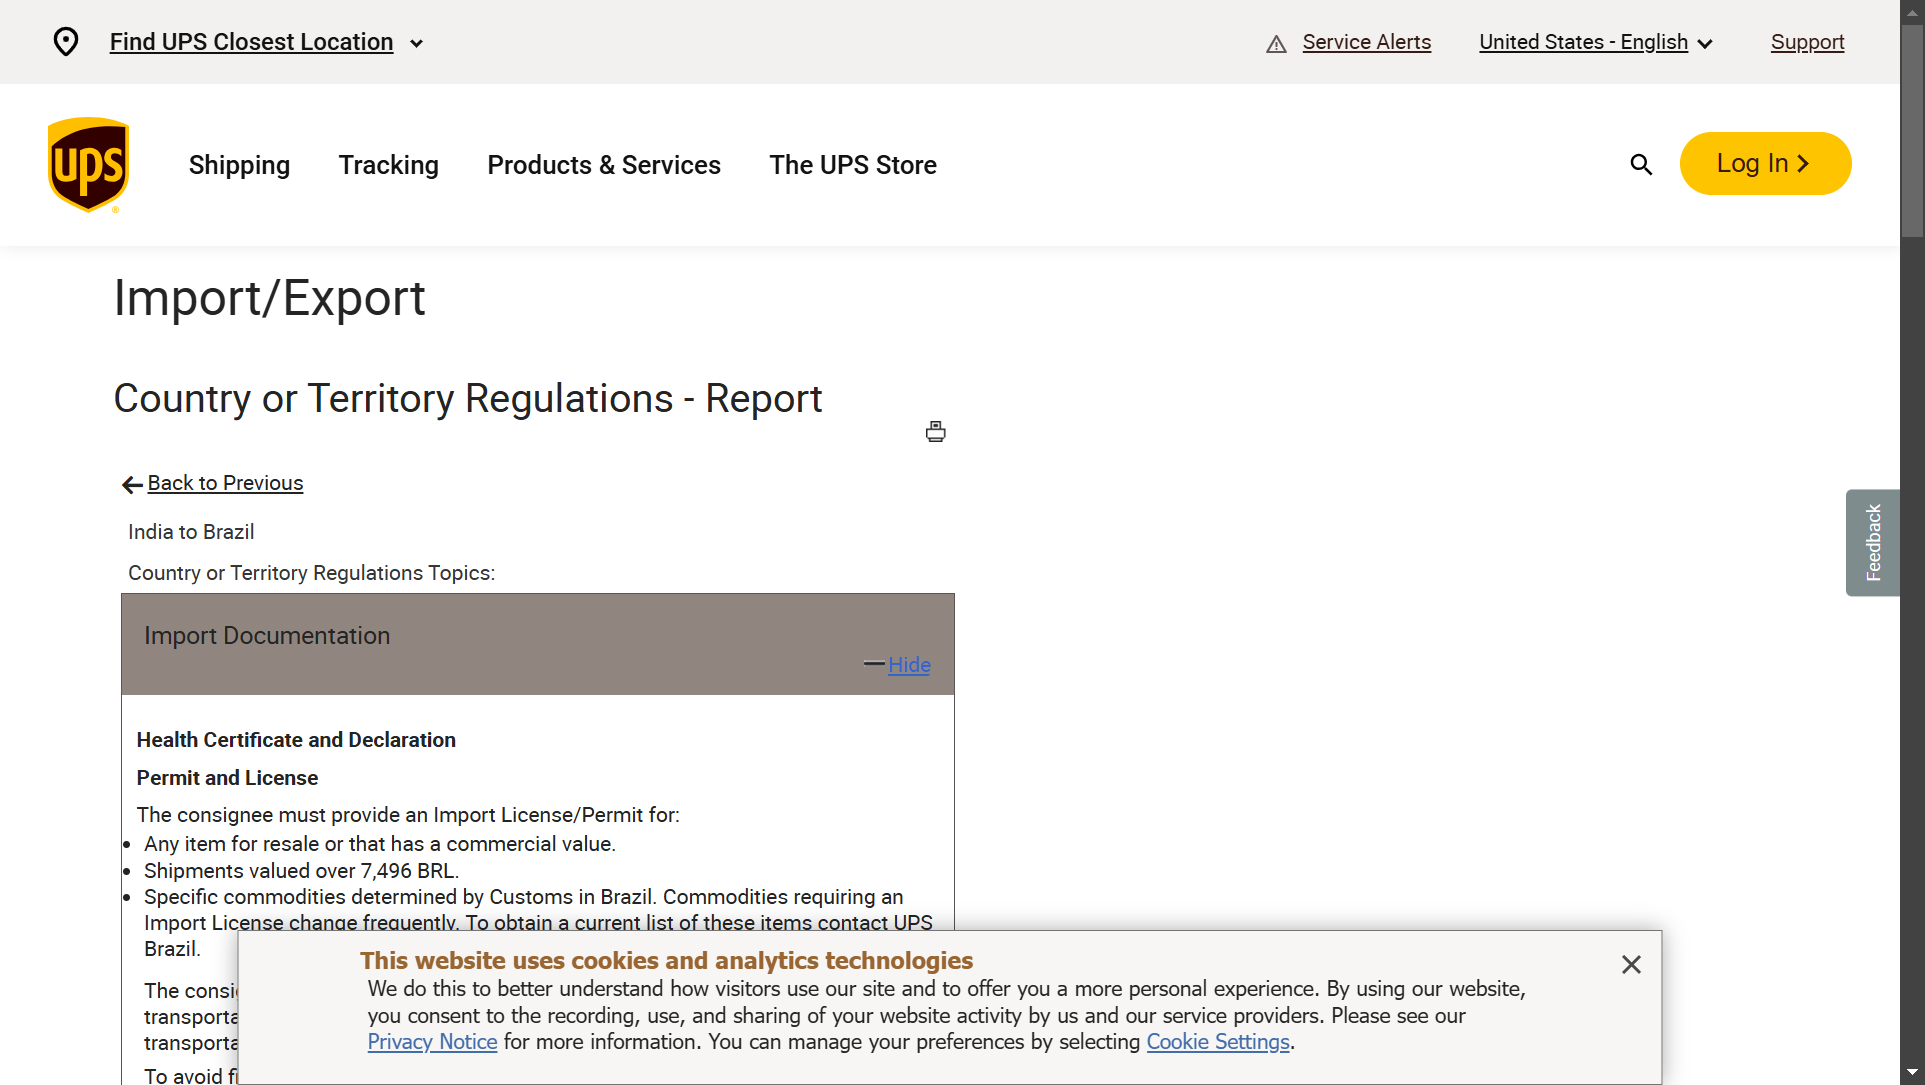 Find UPS Closest Location
Service Alerts
United States - English
Support
ups
Shipping
Tracking
Products & Services
The UPS Store
Log In
Import/Export
Country or Territory Regulations - Report
Back to Previous
India to Brazil
Country or Territory Regulations Topics:
Feedback
Import Documentation
Hide
Health Certificate and Declaration
Permit and License
The consignee must provide an Import License/Permit for:
• Any item for resale or that has a commercial value.
• Shipments valued over 7,496 BRL.
• Specific commodities determined by Customs in Brazil. Commodities requiring an
Import License change frequently. To obtain a current list of these items contact UPS
Brazil.
The
To avoid
This website uses cookies and analytics technologies
We do this to better understand how visitors use our site and to offer you a more personal experience. By using our website,
you consent to the recording, use, and sharing of your website activity by us and our service providers. Please see our
Privacy Notice for more information. You can manage your preferences by selecting Cookie Settings.